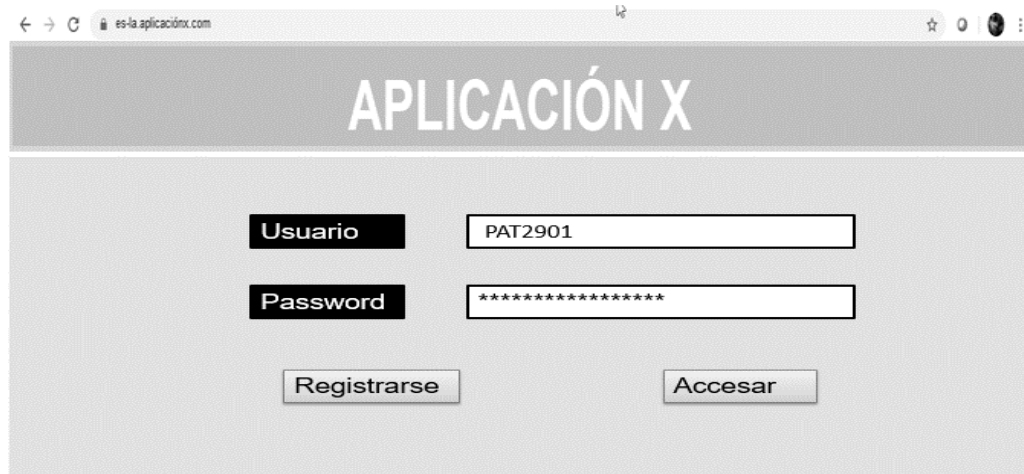 es-la.aplicaciónx.com
APLICACIÓN X
Usuario PAT2901
Password *****************
Registrarse Accesar